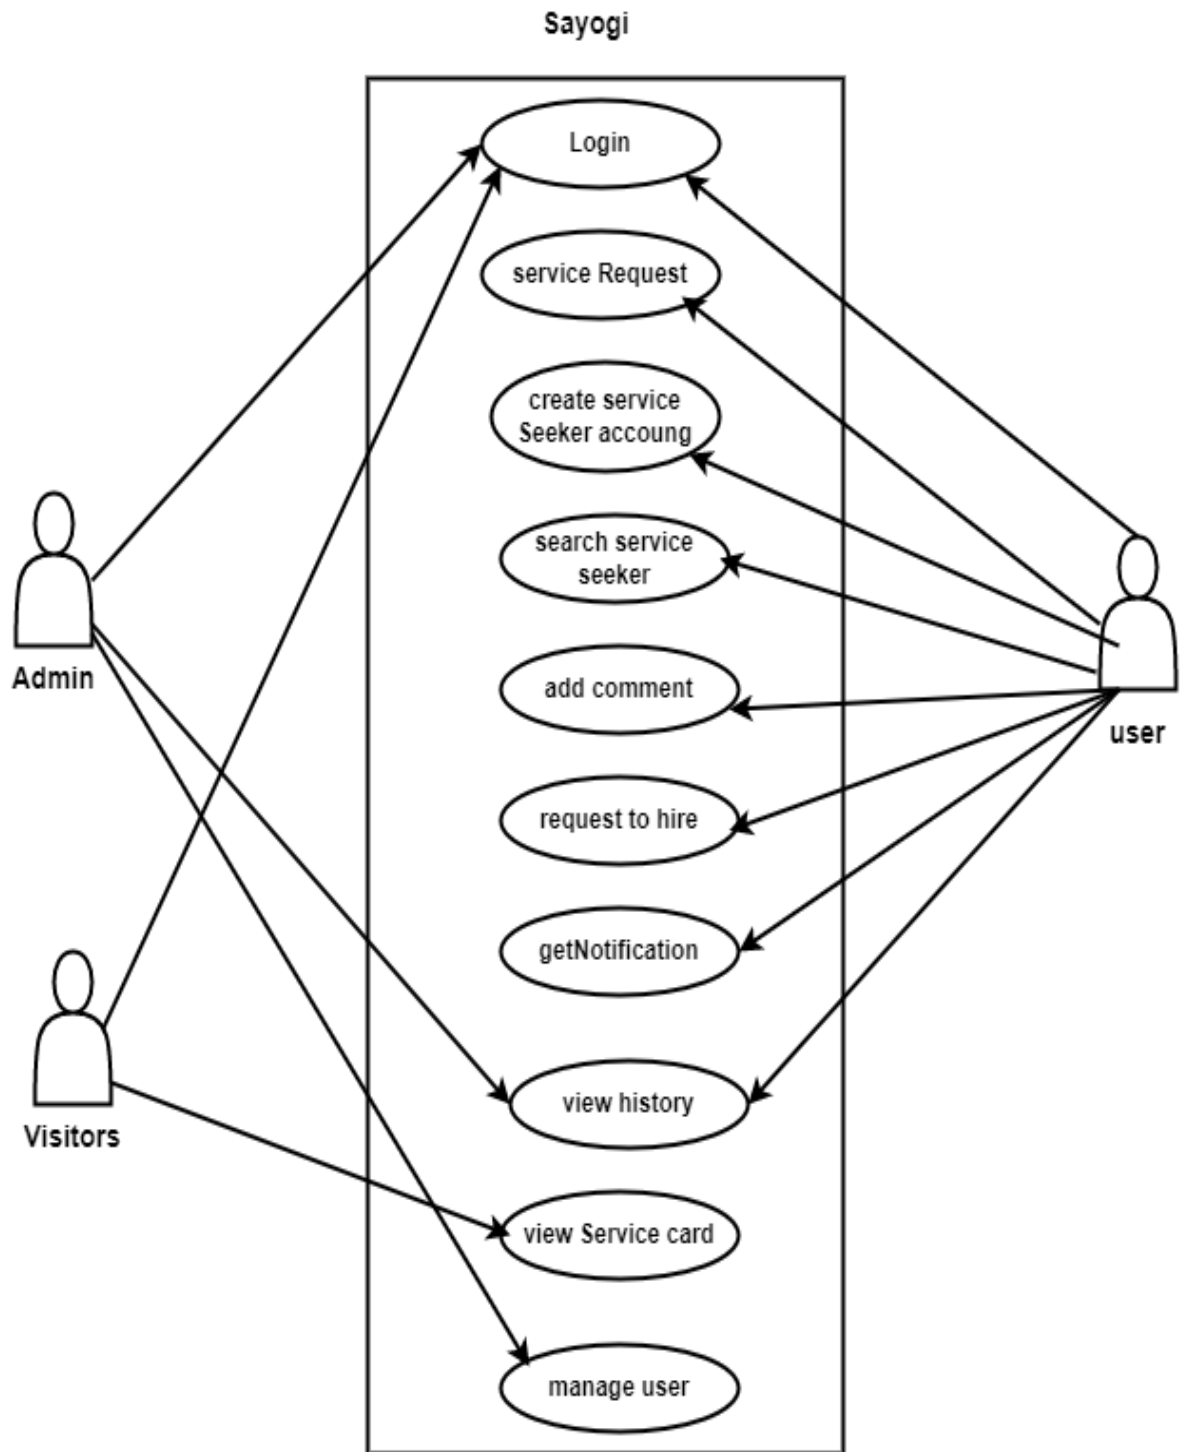 Sayogi
Login
service Request
create service
Seeker accoung
search service
seeker
add comment
request to hire
getNotification
view history
view Service card
manage user
Admin
Visitors
user